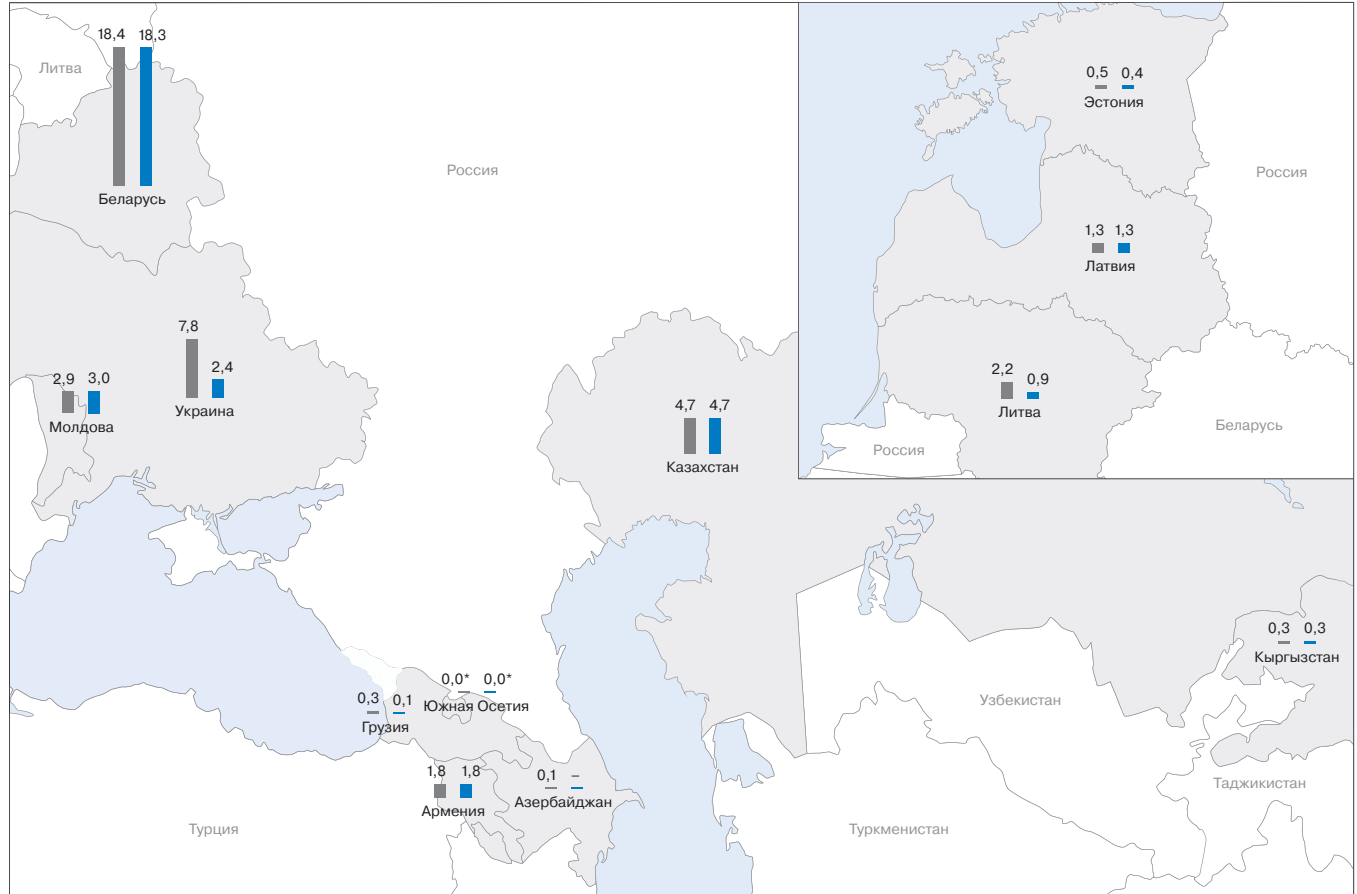 18,4 18,3
Литва
Беларусь
Россия
7,8
2,4
Украина
2,9 3,0
Молдова
4,7 4,7
Казахстан
0,5 0,4
Эстония
Россия
1,3 1,3
Латвия
2,2
0,9
Литва
Беларусь
Россия
0,3 0,3
Кыргызстан
Узбекистан
0,0* 0,0*
Южная Осетия
0,3 0,1
Грузия
1,8 1,8
Армения
0,1 –
Азербайджан
Таджикистан
Турция
Туркменистан